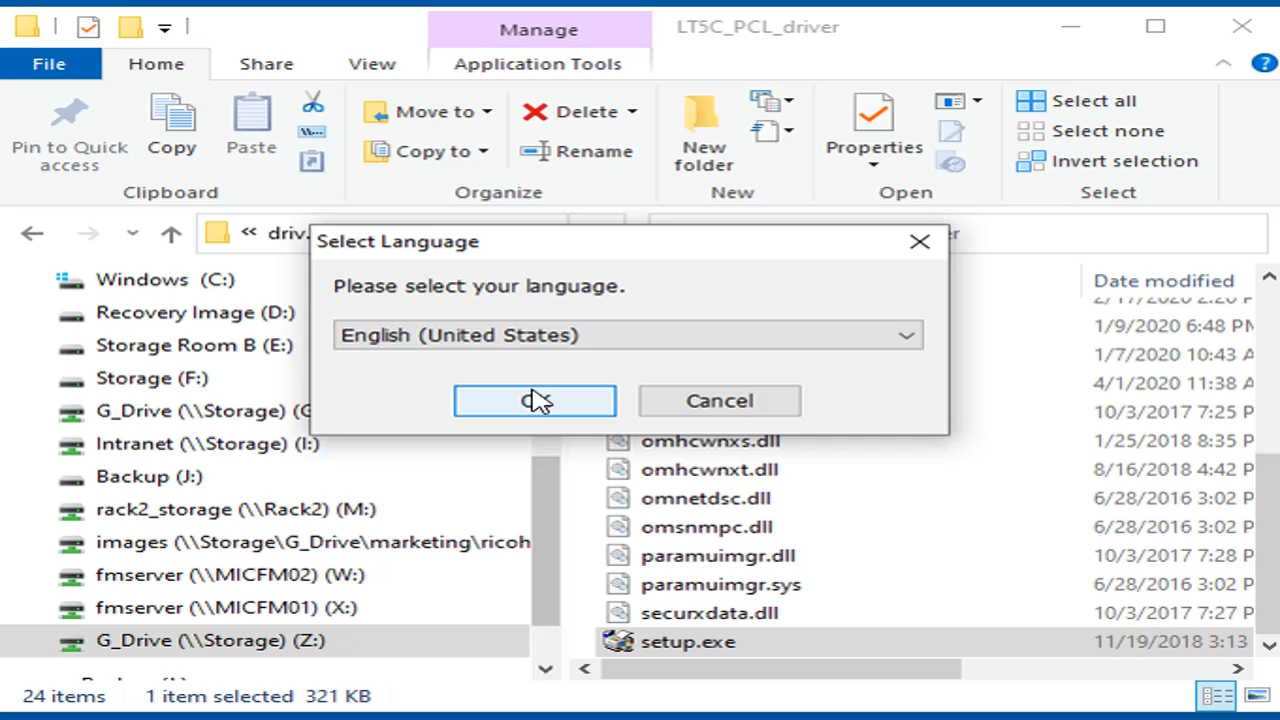 Manage
LT5C_PCL_driver
File
Home
Share
View
Application Tools
Pin to Quick access
Copy
Paste
Move to
Copy to
Delete
Rename
New folder
Properties
Select all
Select none
Invert selection
Clipboard
Organize
New
Open
Select
« driv
Select Language
Please select your language.
English (United States)
Cancel
Windows (C:)
Recovery Image (D:)
Storage Room B (E:)
Storage (F:)
G_Drive (\\Storage) (G
Intranet (\\Storage) (I:)
Backup (J:)
rack2_storage (\\Rack2) (M:)
images (\\Storage\G_Drive\marketing\ricoh
fmserver (\\MICFM02) (W:)
fmserver (\\MICFM01) (X:)
G_Drive (\\Storage) (Z:)
Date modified
2/17/2020 2:20 P
1/9/2020 6:48 PM
1/7/2020 10:43 A
4/1/2020 11:38 A
10/3/2017 7:25 P
omhcwnxs.dll 1/25/2018 8:35 P
omhcwnxt.dll 8/16/2018 4:42 P
omnetdsc.dll 6/28/2016 3:02 P
omsnmpc.dll 6/28/2016 3:02 P
paramuimgr.dll 10/3/2017 7:28 P
paramuimgr.sys 6/28/2016 3:02 P
securxdata.dll 10/3/2017 7:27 P
setup.exe 11/19/2018 3:13
24 items 1 item selected 321 KB